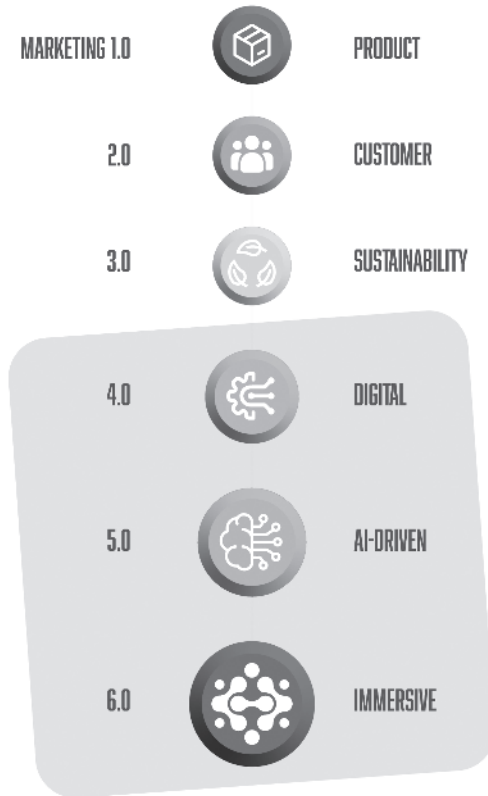 MARKETING 1.0 PRODUCT
2.0 CUSTOMER
3.0 SUSTAINABILITY
4.0 DIGITAL
5.0 AI-DRIVEN
6.0 IMMERSIVE